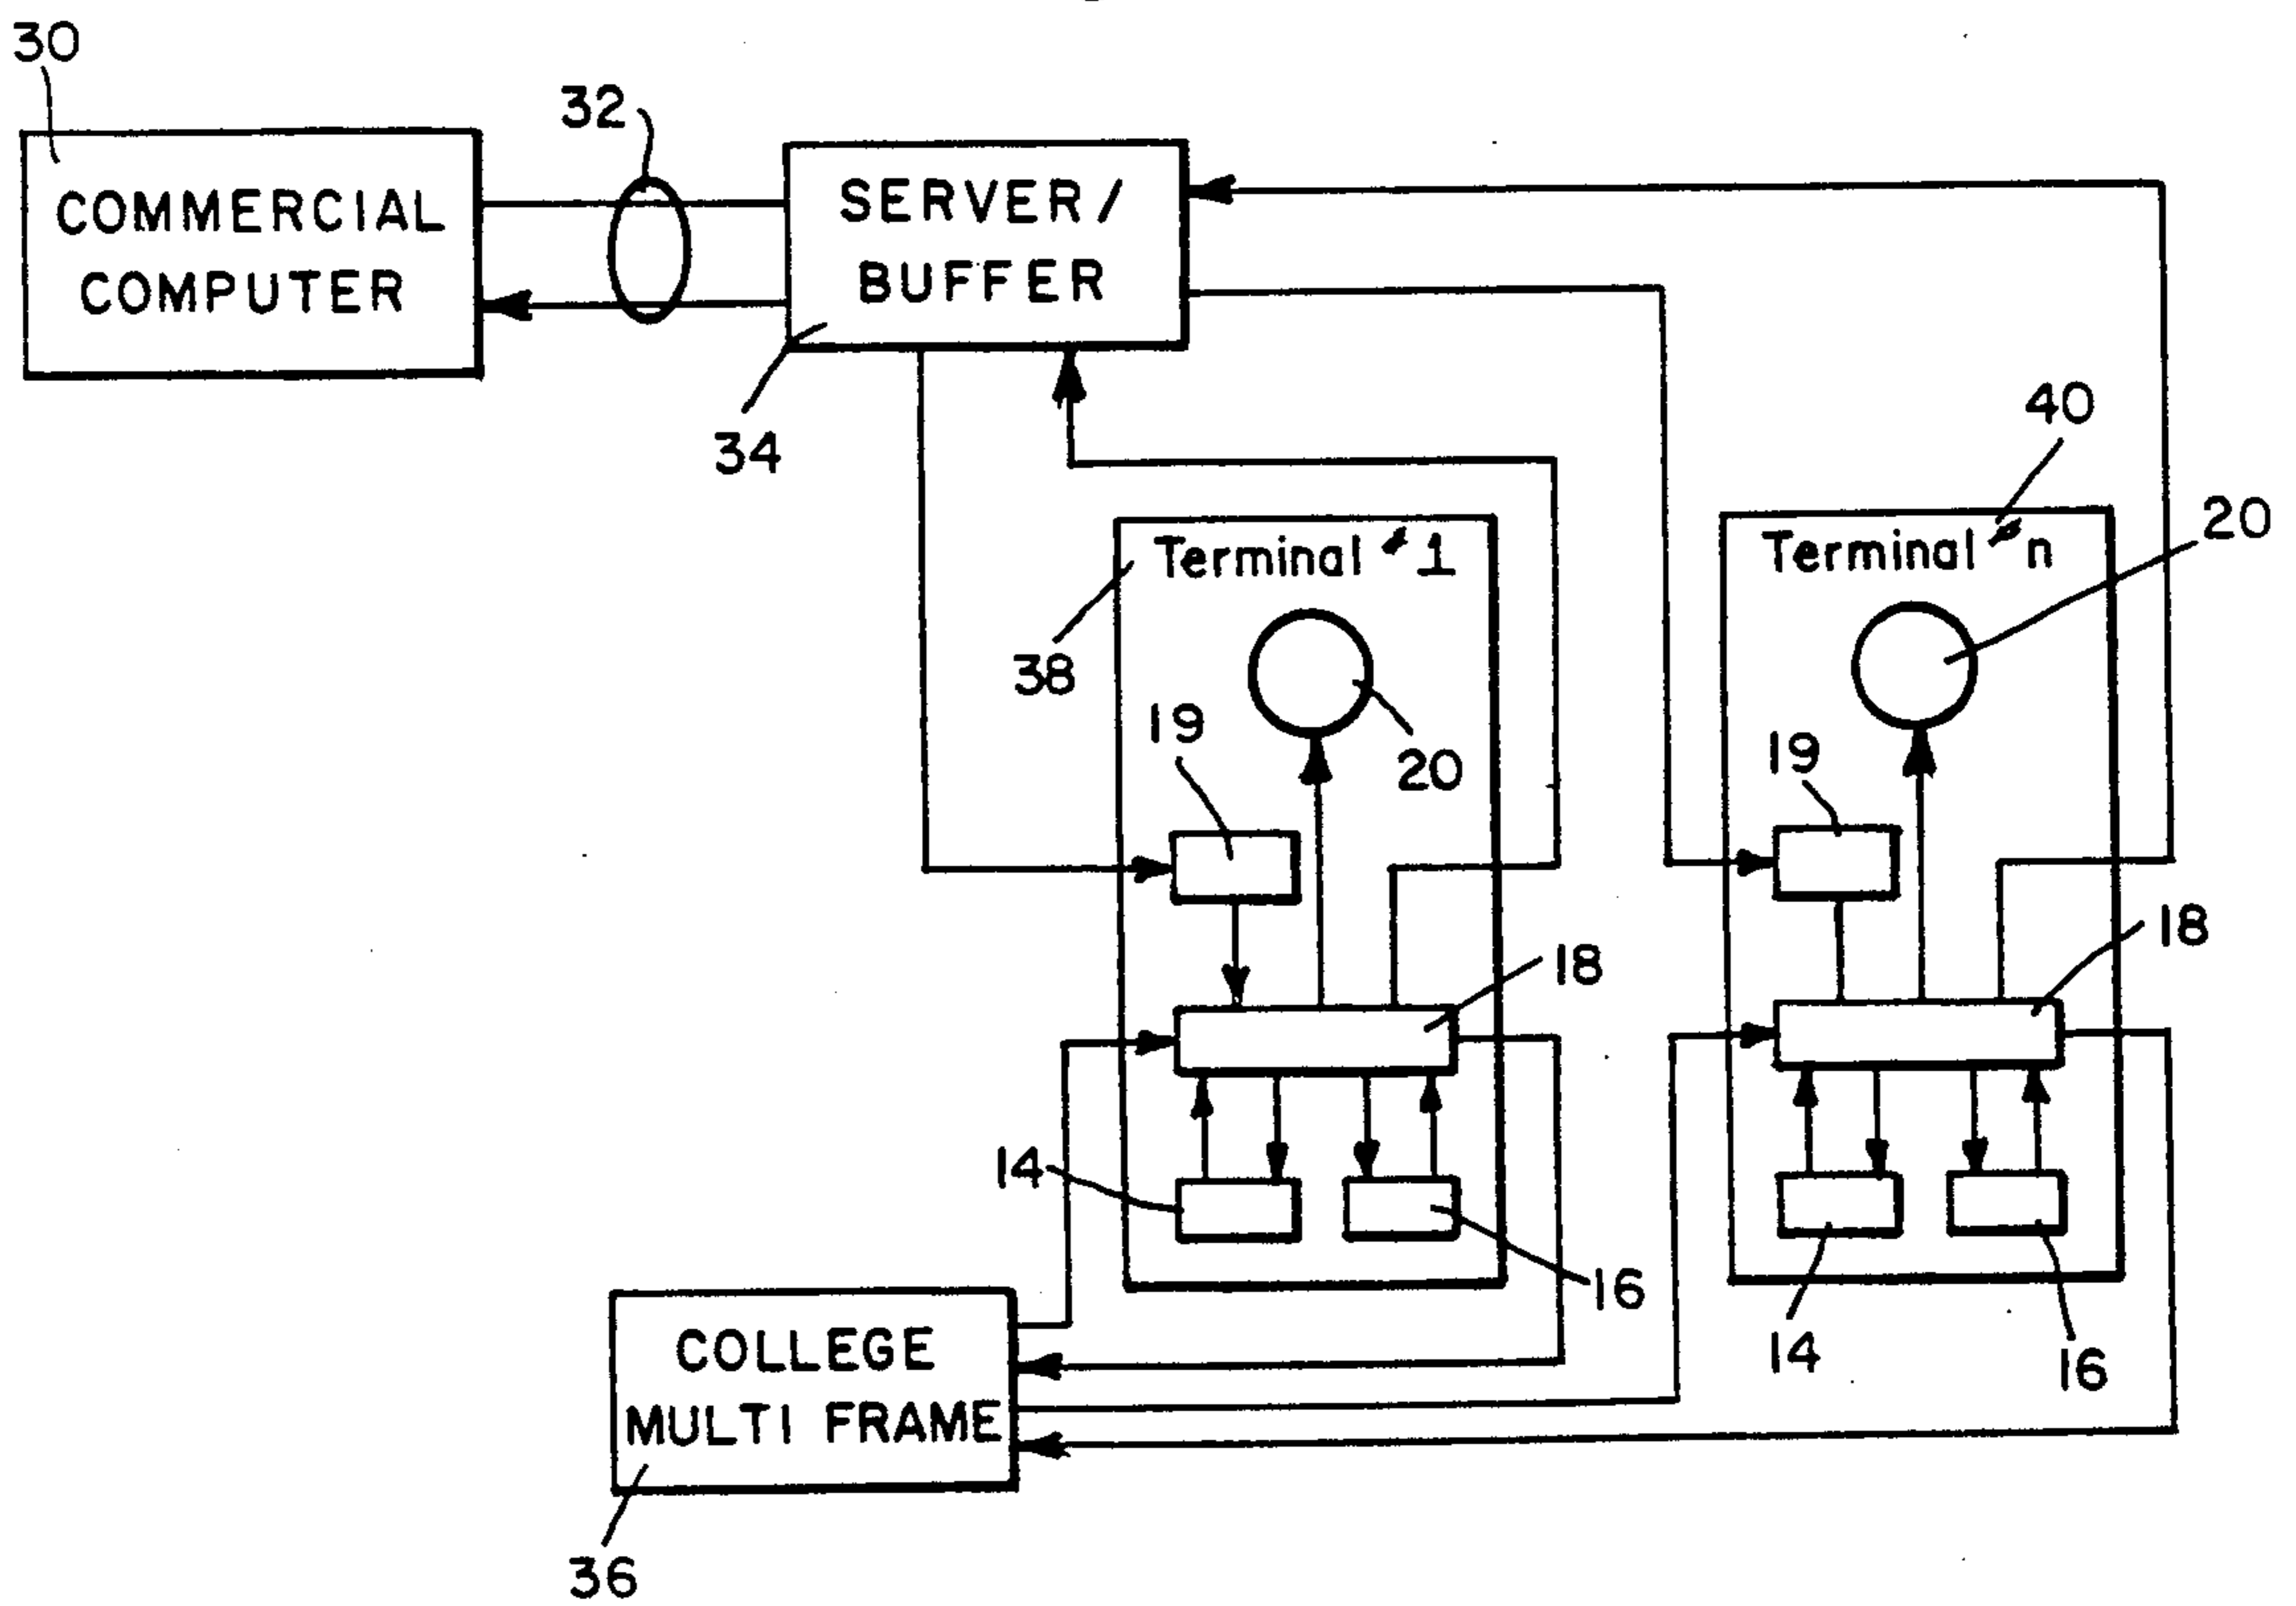 30
32
COMMERCIAL
COMPUTER
SERVER/
BUFFER
34
40
20
Terminal #1
Terminal #n
38
19
20
19
18
18
14
16
14
16
COLLEGE
MULTI FRAME
36